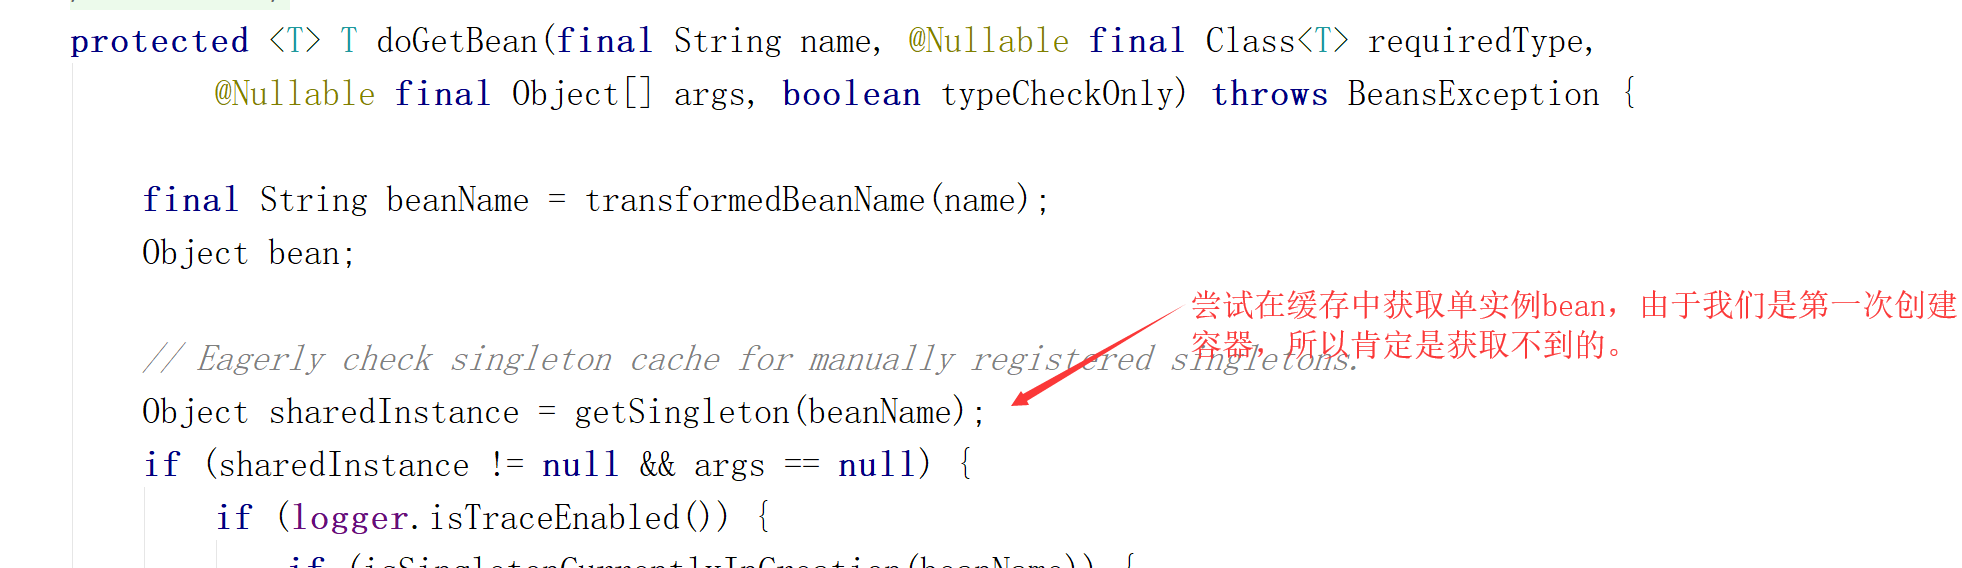 protected <T> T doGetBean(final String name, @Nullable final Class<T> requiredType,
@Nullable final Object[] args, boolean typeCheckOnly) throws BeansException {
final String beanName = transformedBeanName(name);
Object bean;
尝试在缓存中获取单实例bean，由于我们是第一次创建
容器，所以肯定是获取不到的。
// Eagerly check singleton cache for manually registered singletons.
Object sharedInstance = getSingleton(beanName);
if (sharedInstance != null && args == null) {
if (logger.isTraceEnabled()) {
if (isSingletonCurrentlyInCreation(beanName)) {